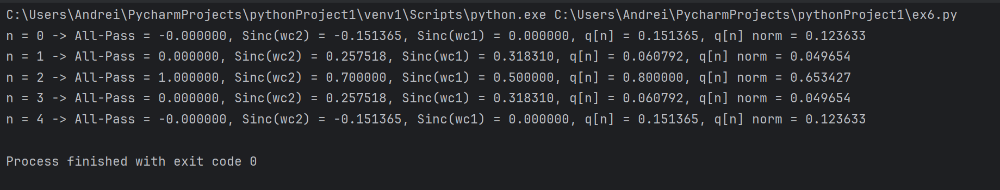 C:\Users\Andrei\PycharmProjects\pythonProject1\venv1\Scripts\python.exe C:\Users\Andrei\PycharmProjects\pythonProject1\ex6.py
n = 0 -> All-Pass = -0.000000, Sinc(wc2) = -0.151365, Sinc(wc1) = 0.000000, q[n] = 0.151365, q[n] norm = 0.123633
n = 1 -> All-Pass = 0.000000, Sinc(wc2) = 0.257518, Sinc(wc1) = 0.318310, q[n] = 0.060792, q[n] norm = 0.049654
n = 2 -> All-Pass = 1.000000, Sinc(wc2) = 0.700000, Sinc(wc1) = 0.500000, q[n] = 0.800000, q[n] norm = 0.653427
n = 3 -> All-Pass = 0.000000, Sinc(wc2) = 0.257518, Sinc(wc1) = 0.318310, q[n] = 0.060792, q[n] norm = 0.049654
n = 4 -> All-Pass = -0.000000, Sinc(wc2) = -0.151365, Sinc(wc1) = 0.000000, q[n] = 0.151365, q[n] norm = 0.123633
Process finished with exit code 0